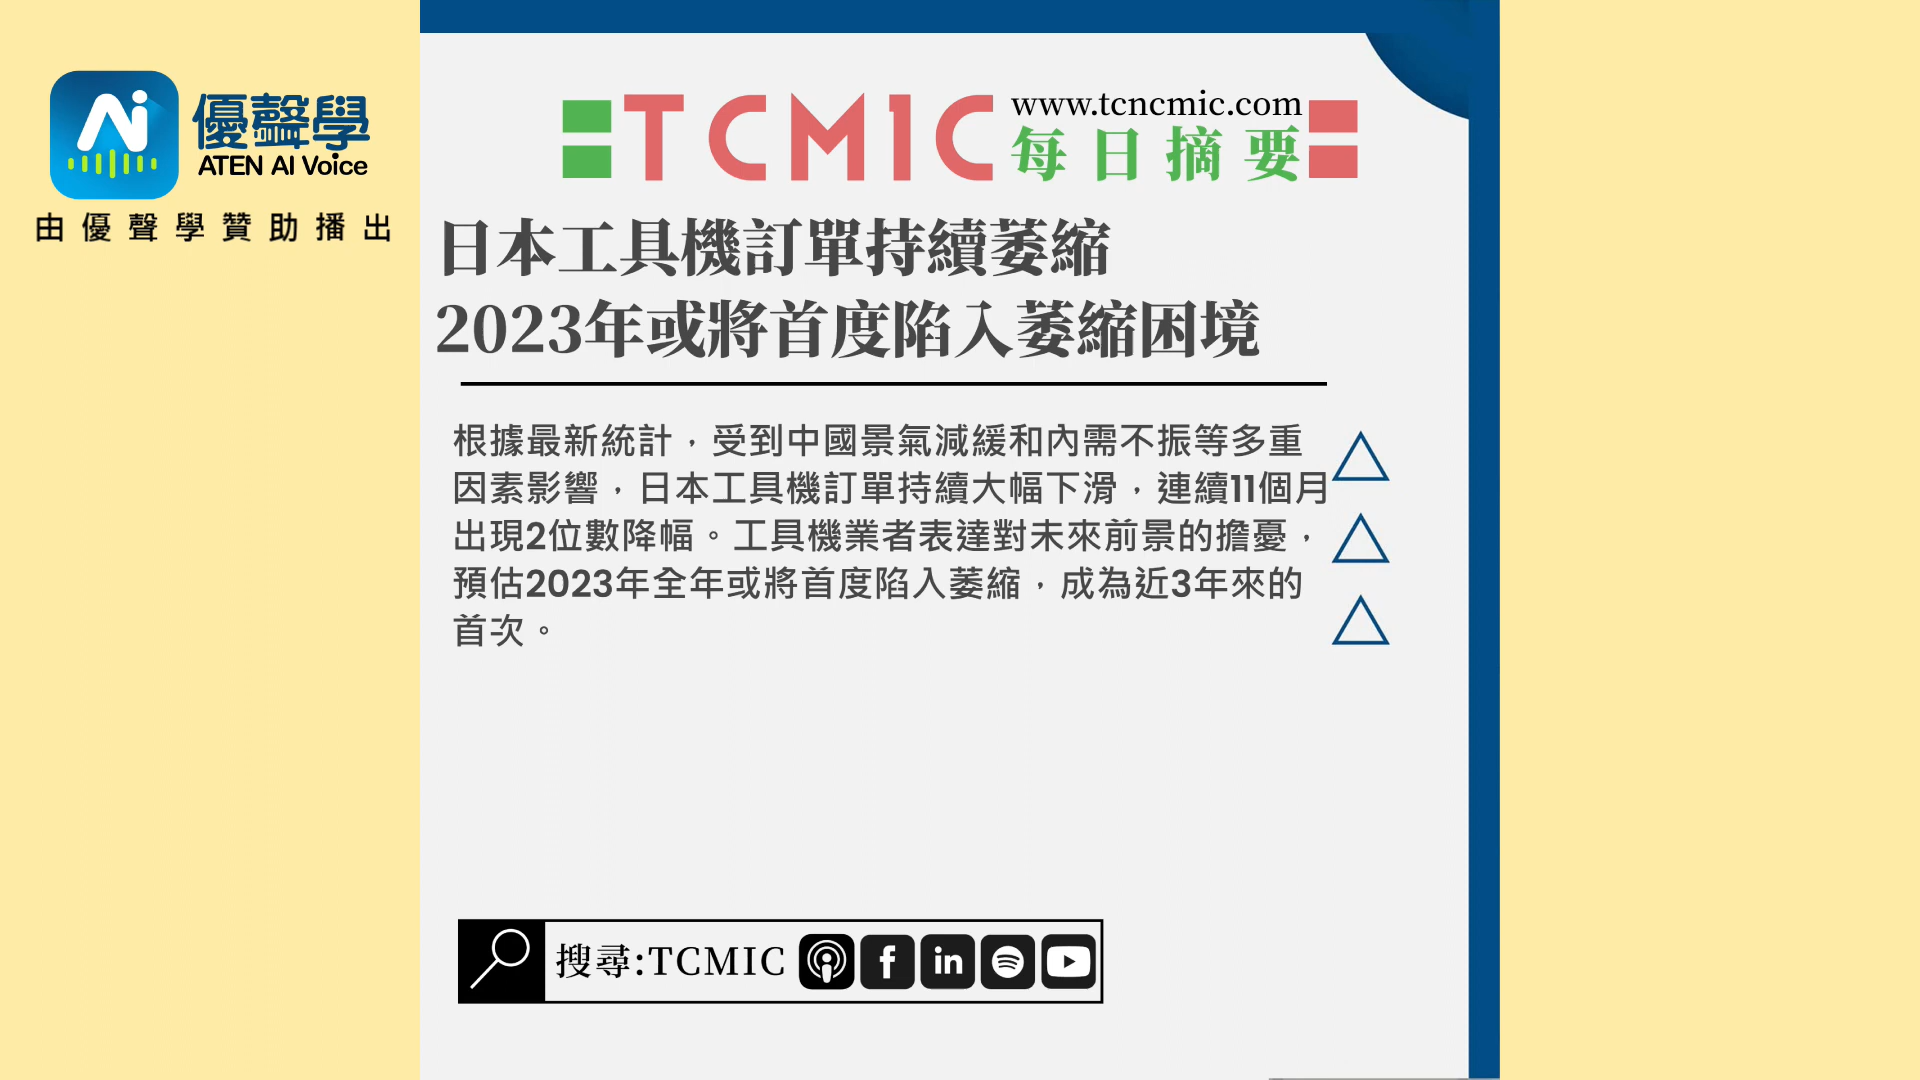 Ai
優聲學
ATEN AI Voice
由優聲學贊助播出
TCMIC
www.tcncmic.com
每日摘要
日本工具機訂單持續萎縮
2023年或將首度陷入萎縮困境
根據最新統計，受到中國景氣減緩和內需不振等多重
因素影響，日本工具機訂單持續大幅下滑，連續11個月
出現2位數降幅。工具機業者表達對未來前景的擔憂，
預估2023年全年或將首度陷入萎縮，成為近3年來的
首次。
搜尋:TCMIC